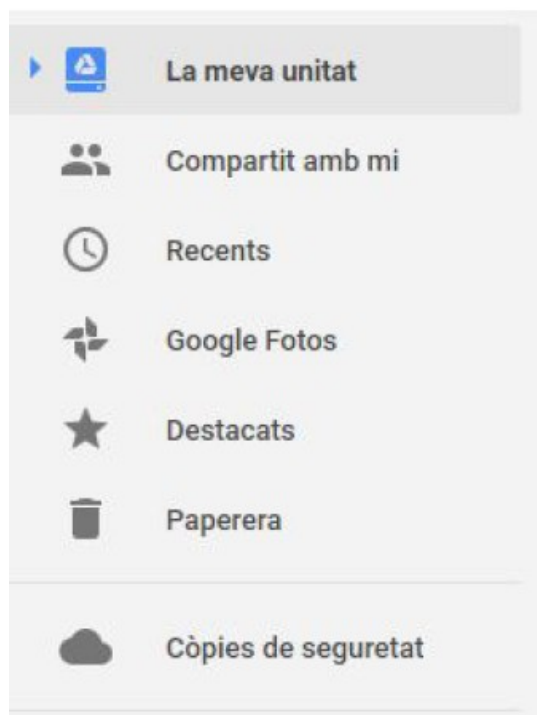 La meva unitat
Compartit amb mi
Recents
Google Fotos
Destacats
Paperera
Còpies de seguretat